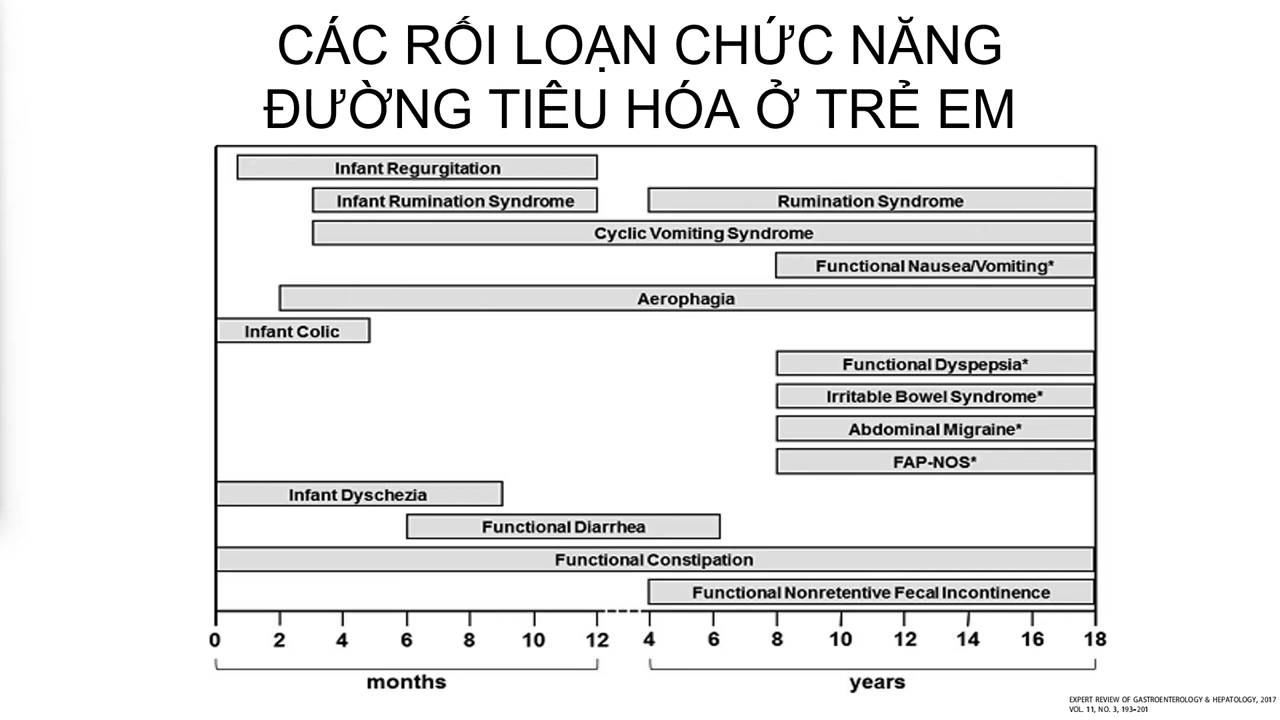 CÁC RỐI LOẠN CHỨC NĂNG
ĐƯỜNG TIÊU HÓA Ở TRẺ EM
Infant Regurgitation
Infant Rumination Syndrome
Rumination Syndrome
Cyclic Vomiting Syndrome
Functional Nausea/Vomiting*
Aerophagia
Infant Colic
Functional Dyspepsia*
Irritable Bowel Syndrome*
Abdominal Migraine*
FAP-NOS*
Infant Dyschezia
Functional Diarrhea
Functional Constipation
Functional Nonretentive Fecal Incontinence
0 2 4 6 8 10 12 4 6 8 10 12 14 16 18
months years
EXPERT REVIEW OF GASTROENTEROLOGY & HEPATOLOGY, 2017
VOL. 11, NO. 3, 193–201